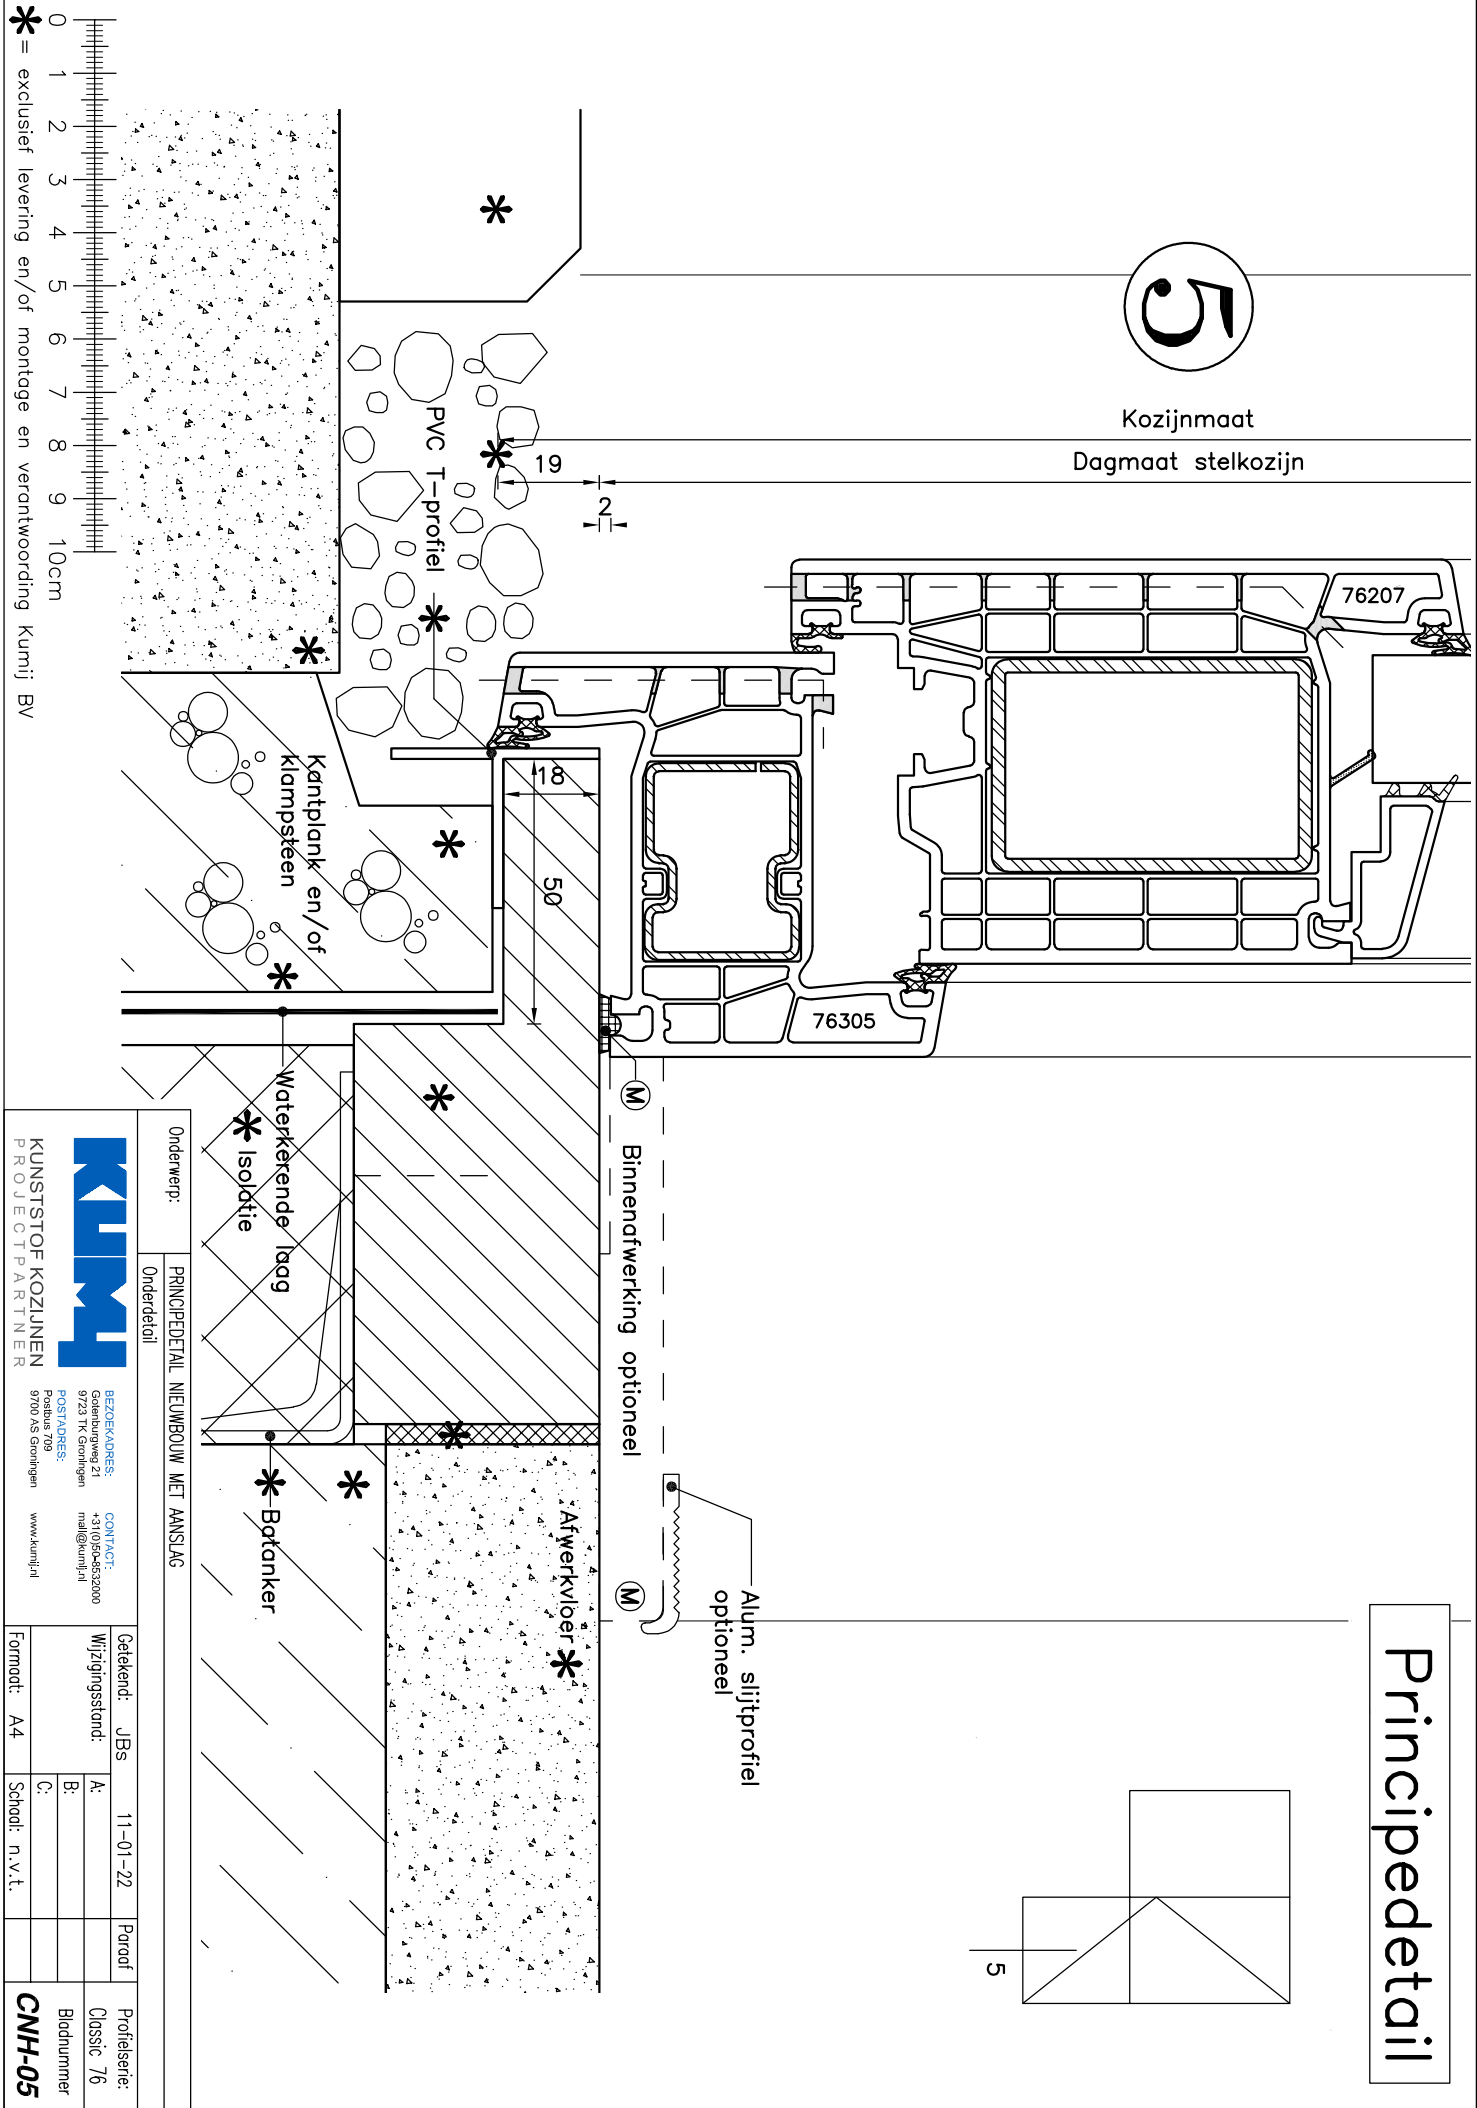 Principedetail
5
Kozijnmaat
Dagmaat stelkozijn
19
2
76207
76305
18
50
5
PVC T-profiel
Kantplank en/of
klampsteen
Waterkerende laag
Isolatie
M
Binnenafwerking optioneel
M
Alum. slijtprofiel
optioneel
Afwerkvloer
Batanker
0 1 2 3 4 5 6 7 8 9 10cm
* = exclusief levering en/of montage en verantwoording Kumij BV
Onderwerp:
PRINCIPEDETAIL NIEUWBOUW MET AANSLAG
Onderdetail
KUMIJ
KUNSTSTOF KOZIJNEN
PROJECTPARTNER
BEZOEKADRES:
Gotenburgweg 21
9723 TK Groningen
POSTADRES:
Postbus 709
9700 AS Groningen
CONTACT:
+31(0)50-8532000
mail@kumij.nl
www.kumij.nl
Getekend: JBs 11-01-22 Paraaf
Wijzigingsstand: A:
B:
C:
Formaat: A4 Schaal: n.v.t.
Profielserie:
Classic 76
Bladnummer
CNH-05